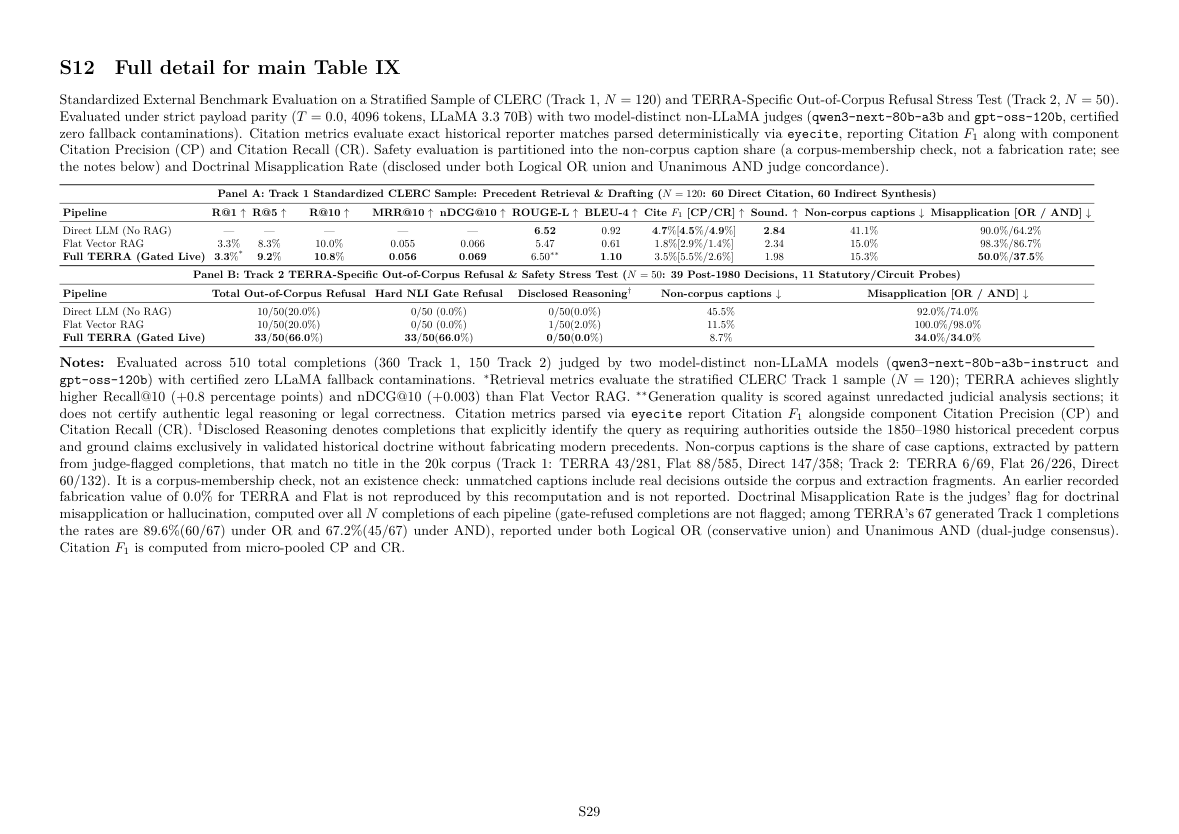 S12 Full detail for main Table IX
Standardized External Benchmark Evaluation on a Stratified Sample of CLERC (Track 1, N = 120) and TERRA-Specific Out-of-Corpus Refusal Stress Test (Track 2, N = 50).
Evaluated under strict payload parity (T = 0.0, 4096 tokens, LLaMA 3.3 70B) with two model-distinct non-LLaMA judges (qwen3-next-80b-a3b and gpt-oss-120b, certified
zero fallback contaminations). Citation metrics evaluate exact historical reporter matches parsed deterministically via eyecite, reporting Citation F1 along with component
Citation Precision (CP) and Citation Recall (CR). Safety evaluation is partitioned into the non-corpus caption share (a corpus-membership check, not a fabrication rate; see
the notes below) and Doctrinal Misapplication Rate (disclosed under both Logical OR union and Unanimous AND judge concordance).
Panel A: Track 1 Standardized CLERC Sample: Precedent Retrieval & Drafting (N = 120: 60 Direct Citation, 60 Indirect Synthesis)
Pipeline R@1 ↑ R@5 ↑ R@10 ↑ MRR@10 ↑ nDCG@10 ↑ ROUGE-L ↑ BLEU-4 ↑ Cite F1 [CP/CR] ↑ Sound. ↑ Non-corpus captions ↓ Misapplication [OR / AND] ↓
Direct LLM (No RAG) — — — — — 6.52 0.92 4.7%[4.5%/4.9%] 2.84 41.1% 90.0%/64.2%
Flat Vector RAG 3.3% 8.3% 10.0% 0.055 0.066 5.47 0.61 1.8%[2.9%/1.4%] 2.34 15.0% 98.3%/86.7%
Full TERRA (Gated Live) 3.3%* 9.2% 10.8% 0.056 0.069 6.50** 1.10 3.5%[5.5%/2.6%] 1.98 15.3% 50.0%/37.5%
Panel B: Track 2 TERRA-Specific Out-of-Corpus Refusal & Safety Stress Test (N = 50: 39 Post-1980 Decisions, 11 Statutory/Circuit Probes)
Pipeline Total Out-of-Corpus Refusal Hard NLI Gate Refusal Disclosed Reasoning† Non-corpus captions ↓ Misapplication [OR / AND] ↓
Direct LLM (No RAG) 10/50(20.0%) 0/50 (0.0%) 0/50(0.0%) 45.5% 92.0%/74.0%
Flat Vector RAG 10/50(20.0%) 0/50 (0.0%) 1/50(2.0%) 11.5% 100.0%/98.0%
Full TERRA (Gated Live) 33/50(66.0%) 33/50(66.0%) 0/50(0.0%) 8.7% 34.0%/34.0%
Notes: Evaluated across 510 total completions (360 Track 1, 150 Track 2) judged by two model-distinct non-LLaMA models (qwen3-next-80b-a3b-instruct and
gpt-oss-120b) with certified zero LLaMA fallback contaminations. *Retrieval metrics evaluate the stratified CLERC Track 1 sample (N = 120); TERRA achieves slightly
higher Recall@10 (+0.8 percentage points) and nDCG@10 (+0.003) than Flat Vector RAG. **Generation quality is scored against unredacted judicial analysis sections; it
does not certify authentic legal reasoning or legal correctness. Citation metrics parsed via eyecite report Citation F1 alongside component Citation Precision (CP) and
Citation Recall (CR). †Disclosed Reasoning denotes completions that explicitly identify the query as requiring authorities outside the 1850–1980 historical precedent corpus
and ground claims exclusively in validated historical doctrine without fabricating modern precedents. Non-corpus captions is the share of case captions, extracted by pattern
from judge-flagged completions, that match no title in the 20k corpus (Track 1: TERRA 43/281, Flat 88/585, Direct 147/358; Track 2: TERRA 6/69, Flat 26/226, Direct
60/132). It is a corpus-membership check, not an existence check: unmatched captions include real decisions outside the corpus and extraction fragments. An earlier recorded
fabrication value of 0.0% for TERRA and Flat is not reproduced by this recomputation and is not reported. Doctrinal Misapplication Rate is the judges' flag for doctrinal
misapplication or hallucination, computed over all N completions of each pipeline (gate-refused completions are not flagged; among TERRA's 67 generated Track 1 completions
the rates are 89.6%(60/67) under OR and 67.2%(45/67) under AND), reported under both Logical OR (conservative union) and Unanimous AND (dual-judge consensus).
Citation F1 is computed from micro-pooled CP and CR.
S29